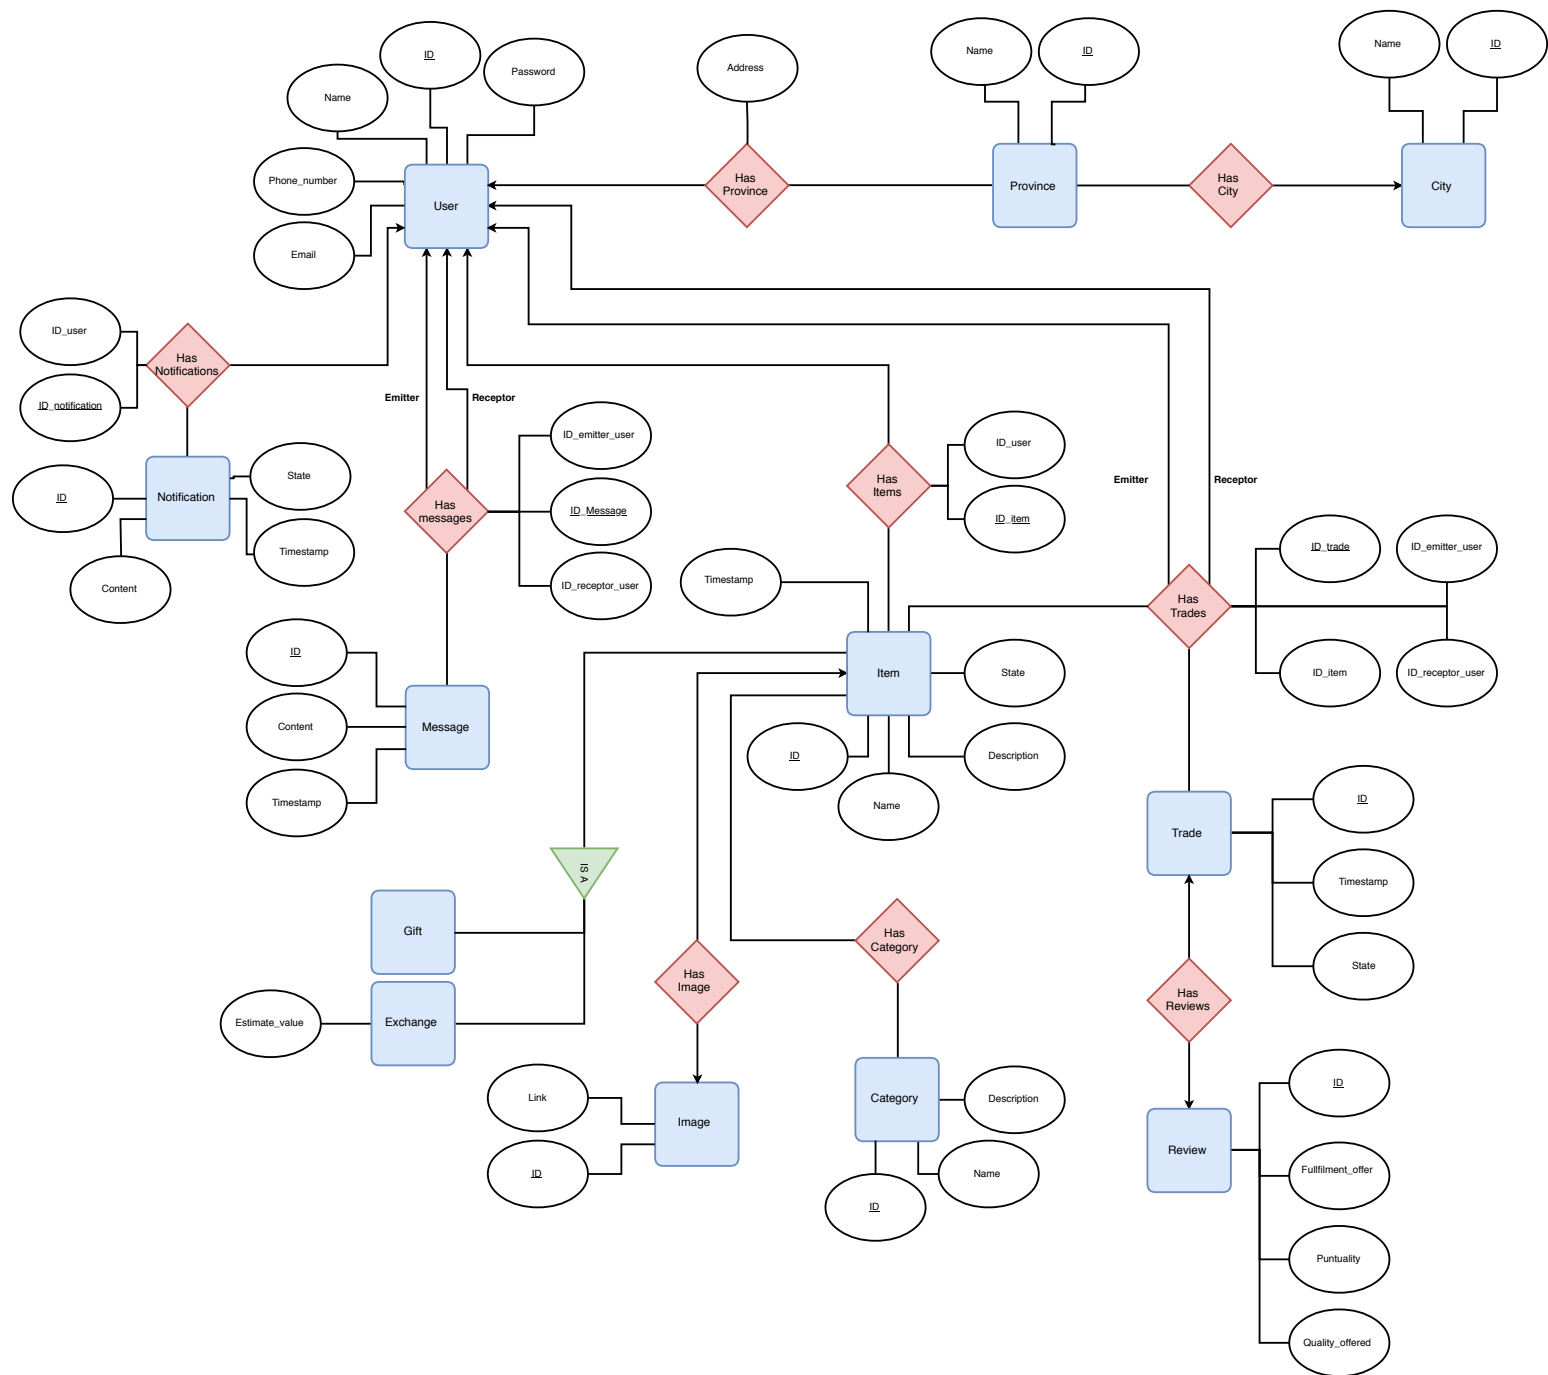 Name
ID
Password
Address
Name
ID
Name
ID
Phone_number
User
Has
Province
Province
Has
City
City
Email
ID_user
Has
Notifications
ID_notification
Emitter
Receptor
ID_emitter_user
ID_user
Has
Items
ID_item
Emitter
Receptor
State
ID
Notification
Has
messages
ID_Message
Timestamp
Content
ID_receptor_user
Timestamp
ID_trade
ID_emitter_user
Has
Trades
ID
Item
State
ID_item
ID_receptor_user
Content
Message
ID
Description
Timestamp
Name
ID
Trade
IS A
Timestamp
Gift
Has
Category
State
Has
Image
Has
Reviews
Estimate_value
Exchange
Link
Image
Category
Description
ID
ID
Name
ID
Review
Fullfilment_offer
Puntuality
Quality_offered